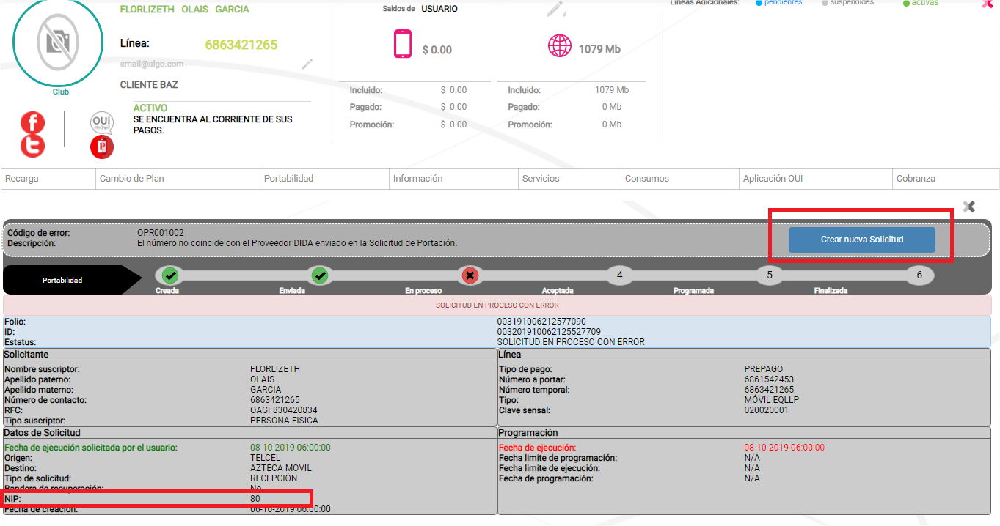 FLORLIZETH OLAIS GARCIA
Línea: 6863421265
email@algo.com
CLIENTE BAZ
Club
ACTIVO
SE ENCUENTRA AL CORRIENTE DE SUS
PAGOS.
OUi
móvil
Saldos de USUARIO
$ 0.00
1079 Mb
Incluido: $ 0.00
Pagado: $ 0.00
Promoción: $ 0.00
Incluido: 1079 Mb
Pagado: 0 Mb
Promoción: 0 Mb
Líneas Adicionales: pendientes suspendidas activas
Recarga Cambio de Plan Portabilidad Información Servicios Consumos Aplicación OUI Cobranza
Código de error: OPR001002
Descripción: El número no coincide con el Proveedor DIDA enviado en la Solicitud de Portación.
Crear nueva Solicitud
Portabilidad
4 5 6
Creada Enviada En proceso Aceptada Programada Finalizada
SOLICITUD EN PROCESO CON ERROR
Folio: 003191006212577090
ID: 003201910062125527709
Estatus: SOLICITUD EN PROCESO CON ERROR
Solicitante
Nombre suscriptor: FLORLIZETH
Apellido paterno: OLAIS
Apellido materno: GARCIA
Número de contacto: 6863421265
RFC: OAGF830420834
Tipo suscriptor: PERSONA FISICA
Línea
Tipo de pago: PREPAGO
Número a portar: 6861542453
Número temporal: 6863421265
Tipo: MÓVIL EQLLP
Clave sensal: 020020001
Datos de Solicitud
Fecha de ejecución solicitada por el usuario: 08-10-2019 06:00:00
Origen: TELCEL
Destino: AZTECA MOVIL
Tipo de solicitud: RECEPCIÓN
Bandera de recuperación: No
NIP: 80
Fecha de creación: 06-10-2019 06:00:00
Programación
Fecha de ejecución: 08-10-2019 06:00:00
Fecha limite de programación: N/A
Fecha limite de ejecución: N/A
Fecha de programación: N/A